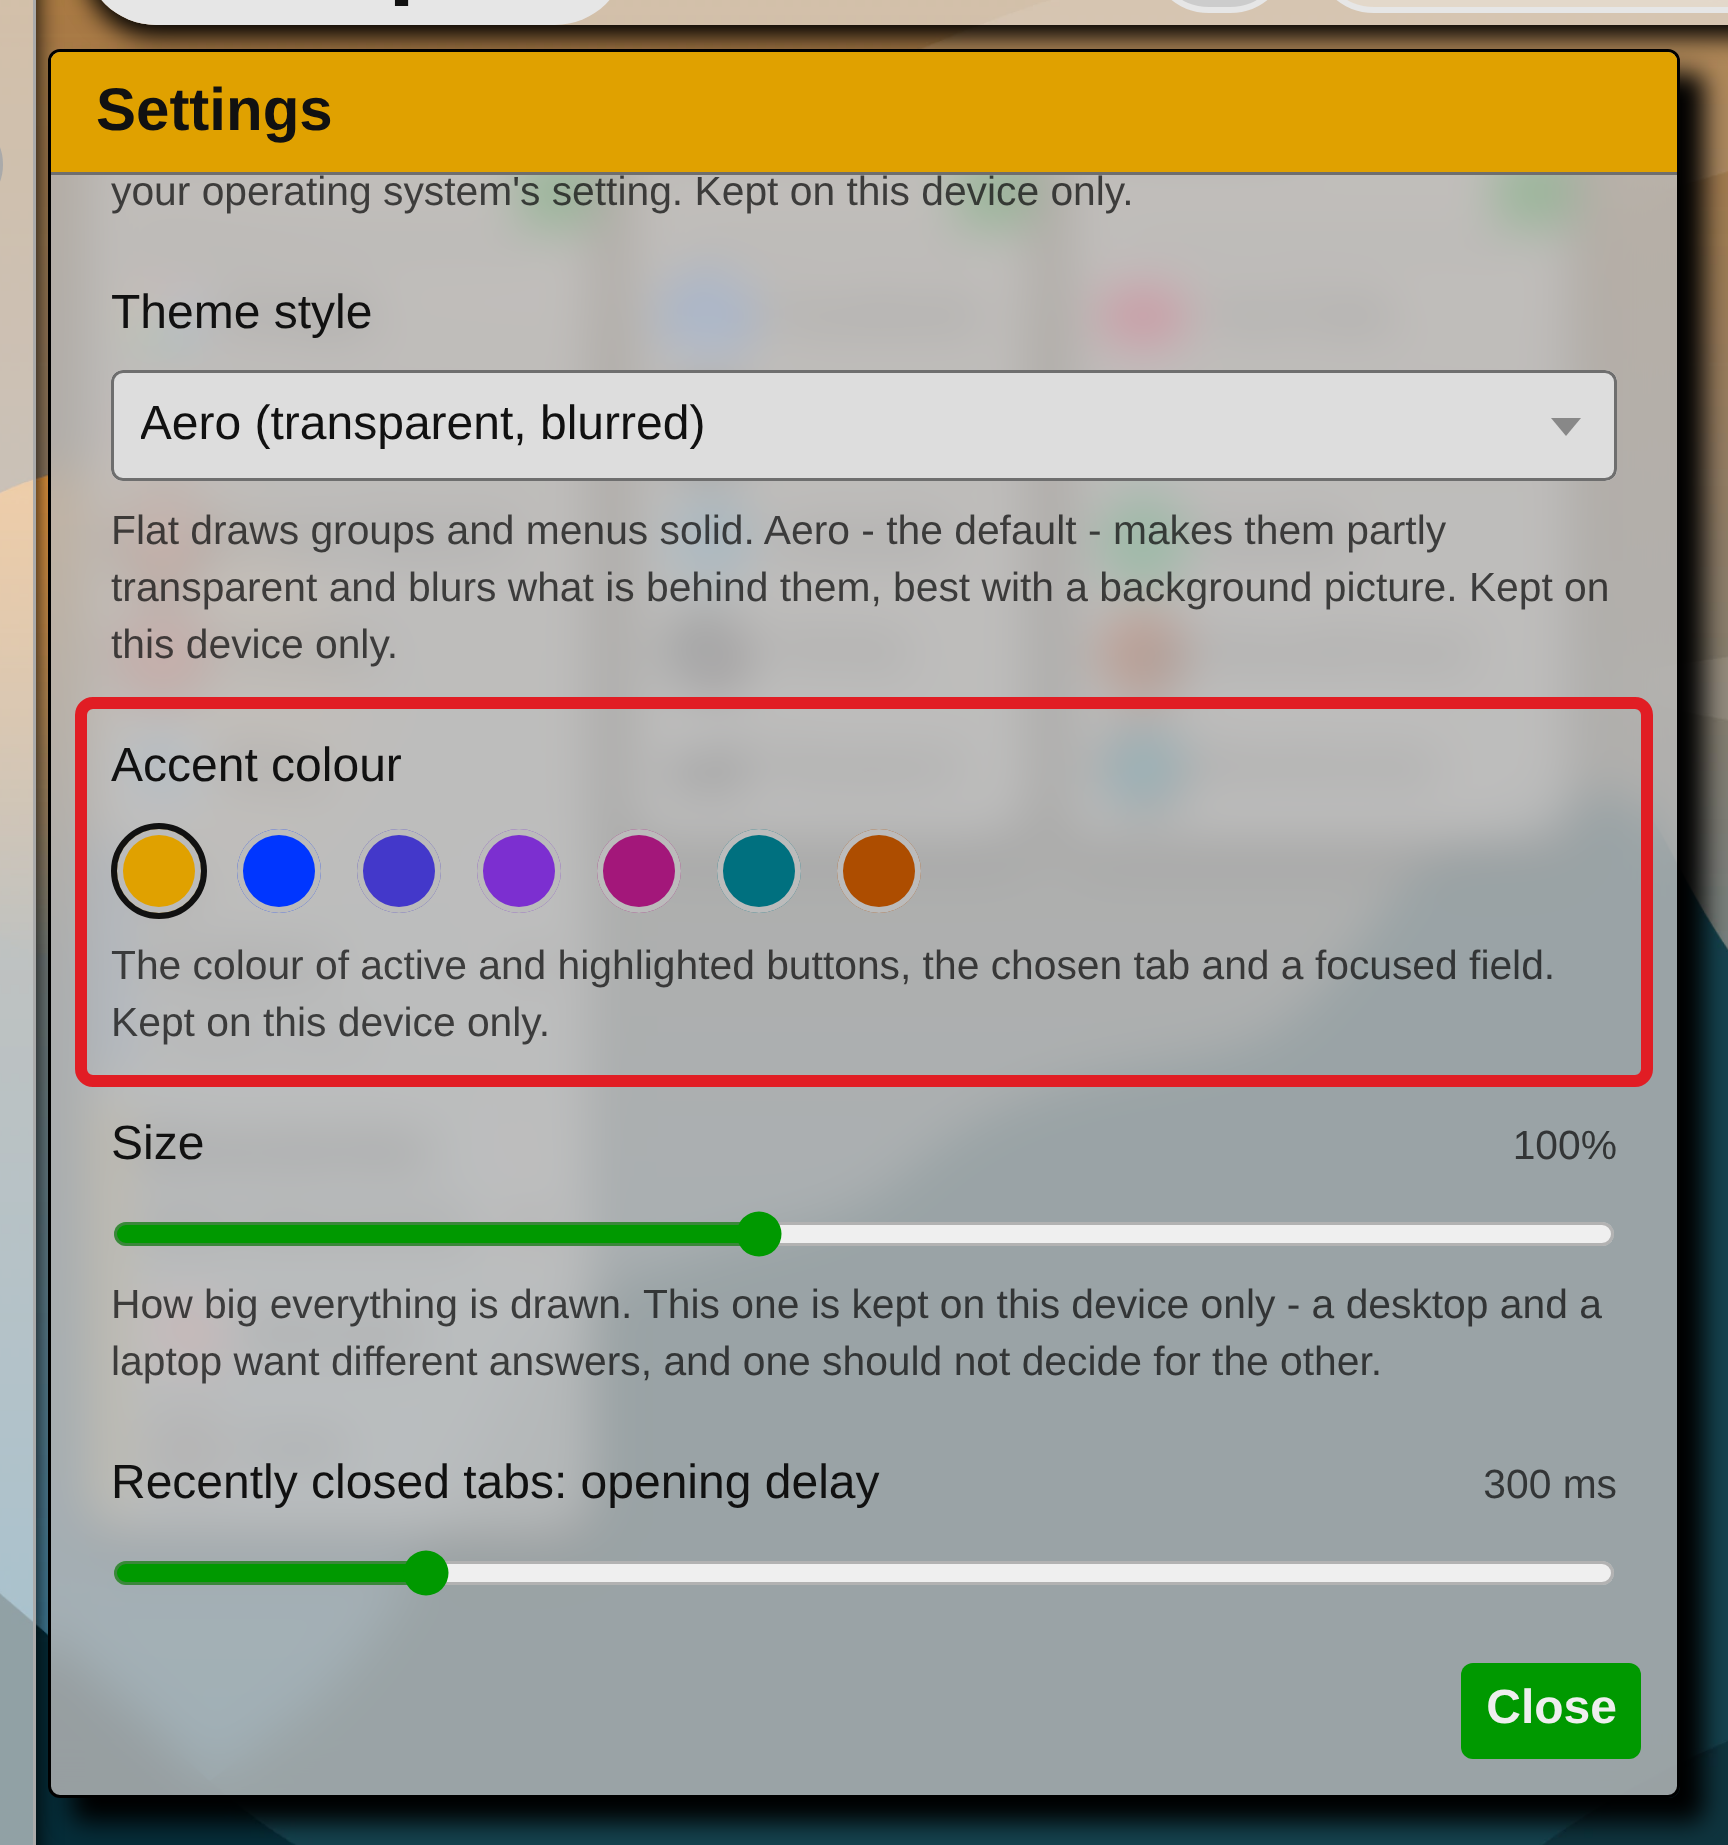 Settings
your operating system's setting. Kept on this device only.
Theme style
Aero (transparent, blurred)
Flat draws groups and menus solid. Aero - the default - makes them partly
transparent and blurs what is behind them, best with a background picture. Kept on
this device only.
Accent colour
The colour of active and highlighted buttons, the chosen tab and a focused field.
Kept on this device only.
Size
100%
How big everything is drawn. This one is kept on this device only - a desktop and a
laptop want different answers, and one should not decide for the other.
Recently closed tabs: opening delay
300 ms
Close